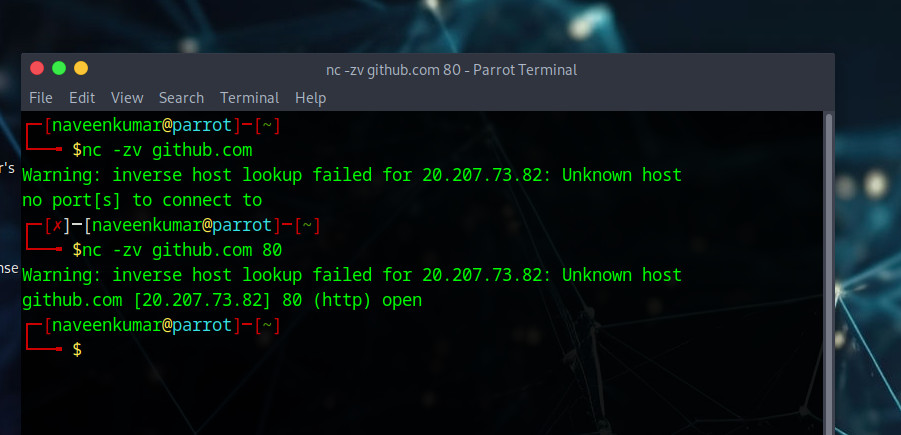 nc -zv github.com 80 - Parrot Terminal
File Edit View Search Terminal Help
┌─[naveenkumar@parrot]─[~]
└──╼ $nc -zv github.com
Warning: inverse host lookup failed for 20.207.73.82: Unknown host
no port[s] to connect to
┌─[✗]─[naveenkumar@parrot]─[~]
└──╼ $nc -zv github.com 80
Warning: inverse host lookup failed for 20.207.73.82: Unknown host
github.com [20.207.73.82] 80 (http) open
┌─[naveenkumar@parrot]─[~]
└──╼ $
r's
nse